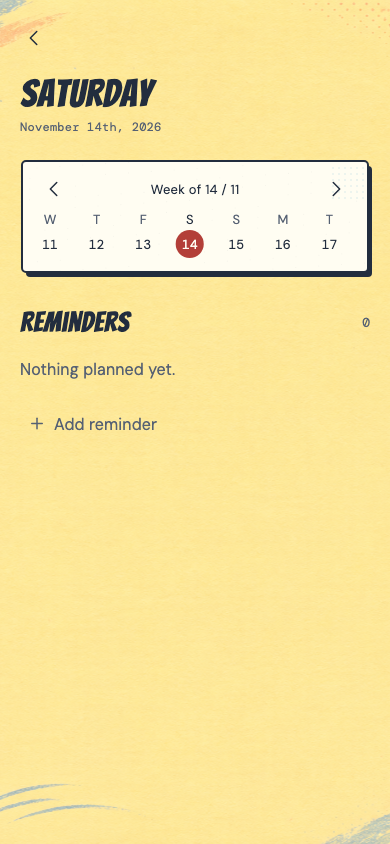 SATURDAY
November 14th, 2026
Week of 14 / 11
W T F S S M T
11 12 13 14 15 16 17
REMINDERS 0
Nothing planned yet.
+ Add reminder